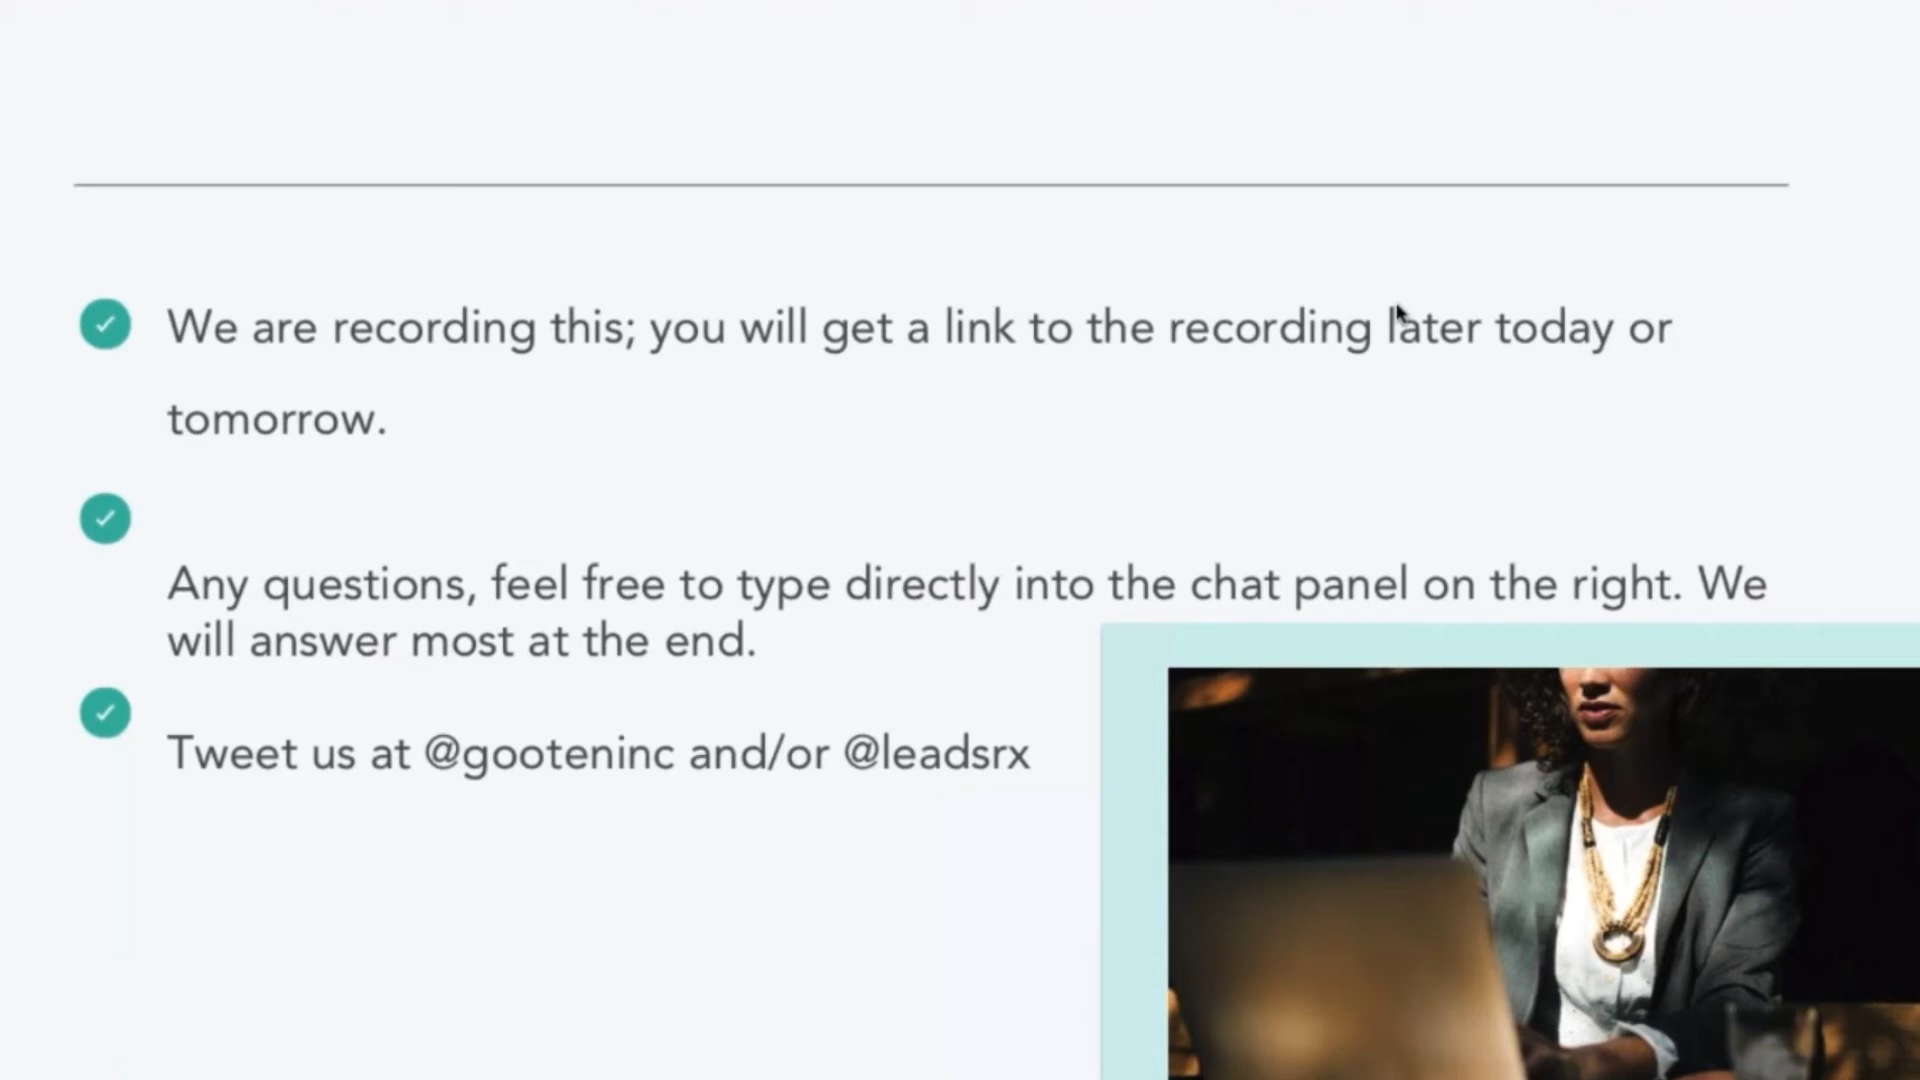 We are recording this; you will get a link to the recording later today or
tomorrow.
Any questions, feel free to type directly into the chat panel on the right. We
will answer most at the end.
Tweet us at @gooteninc and/or @leadsrx